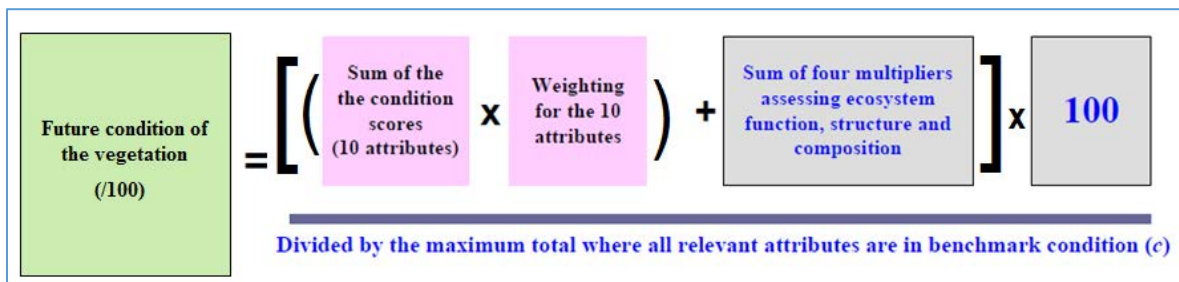 Future condition of
the vegetation
(/100)
=
[
(
Sum of the
the condition
scores
(10 attributes)
x
Weighting
for the 10
attributes
)
+
Sum of four multipliers
assessing ecosystem
function, structure and
composition
]
x
100
Divided by the maximum total where all relevant attributes are in benchmark condition (c)